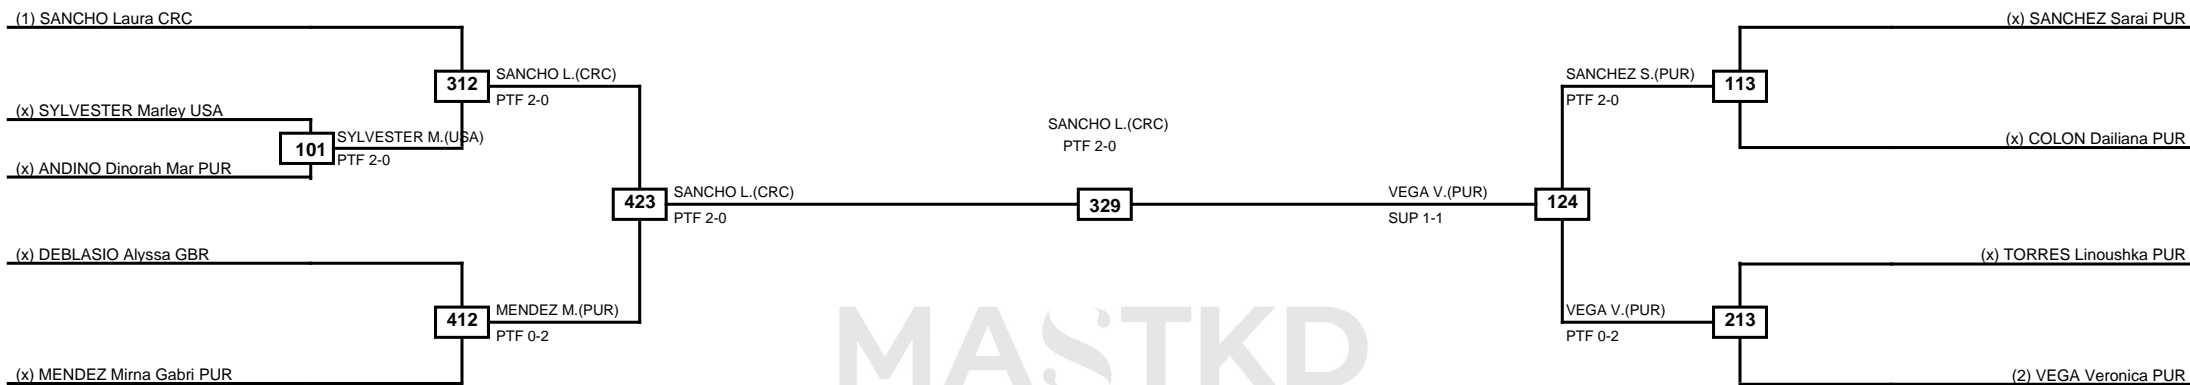 (1) SANCHO Laura CRC
(x) SANCHEZ Sarai PUR
312
SANCHO L.(CRC)
PTF 2-0
SANCHEZ S.(PUR)
PTF 2-0
113
(x) SYLVESTER Marley USA
101
SYLVESTER M.(USA)
PTF 2-0
(x) ANDINO Dinorah Mar PUR
SANCHO L.(CRC)
PTF 2-0
(x) COLON Dailiana PUR
423
SANCHO L.(CRC)
PTF 2-0
329
VEGA V.(PUR)
SUP 1-1
124
(x) DEBLASIO Alyssa GBR
(x) TORRES Linoushka PUR
412
MENDEZ M.(PUR)
PTF 0-2
VEGA V.(PUR)
PTF 0-2
213
(x) MENDEZ Mirna Gabri PUR
(2) VEGA Veronica PUR
MASTKD